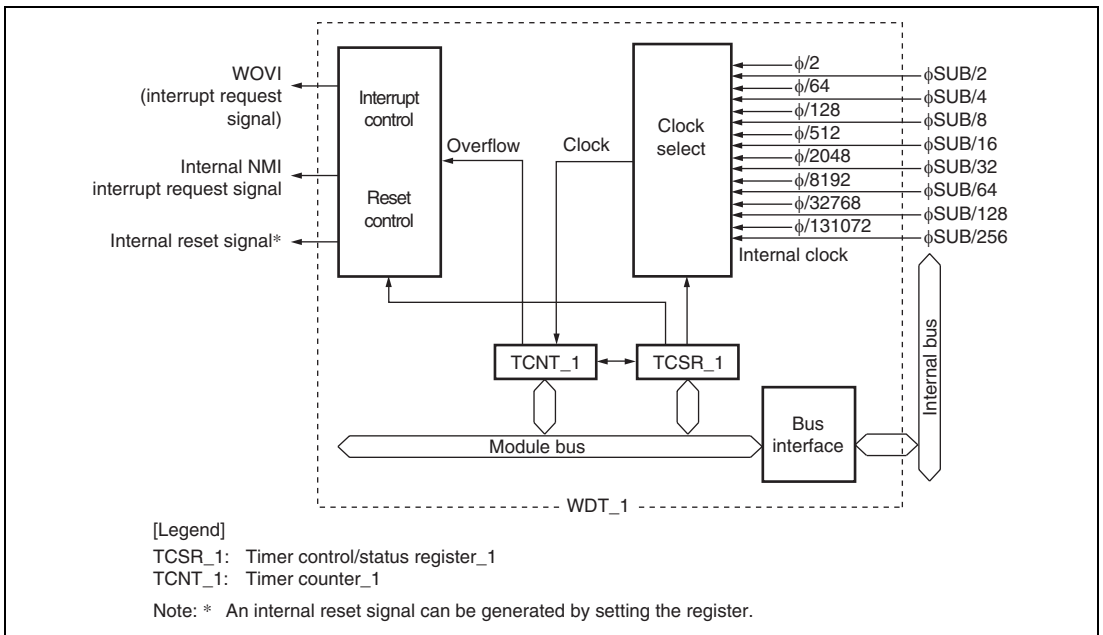 WOVI
(interrupt request
signal)
Internal NMI
interrupt request signal
Internal reset signal*
Interrupt
control
Reset
control
Overflow
Clock
Clock
select
ϕ/2
ϕ/64
ϕ/128
ϕ/512
ϕ/2048
ϕ/8192
ϕ/32768
ϕ/131072
Internal clock
ϕSUB/2
ϕSUB/4
ϕSUB/8
ϕSUB/16
ϕSUB/32
ϕSUB/64
ϕSUB/128
ϕSUB/256
TCNT_1
TCSR_1
Module bus
Bus
interface
Internal bus
WDT_1
[Legend]
TCSR_1: Timer control/status register_1
TCNT_1: Timer counter_1
Note: * An internal reset signal can be generated by setting the register.